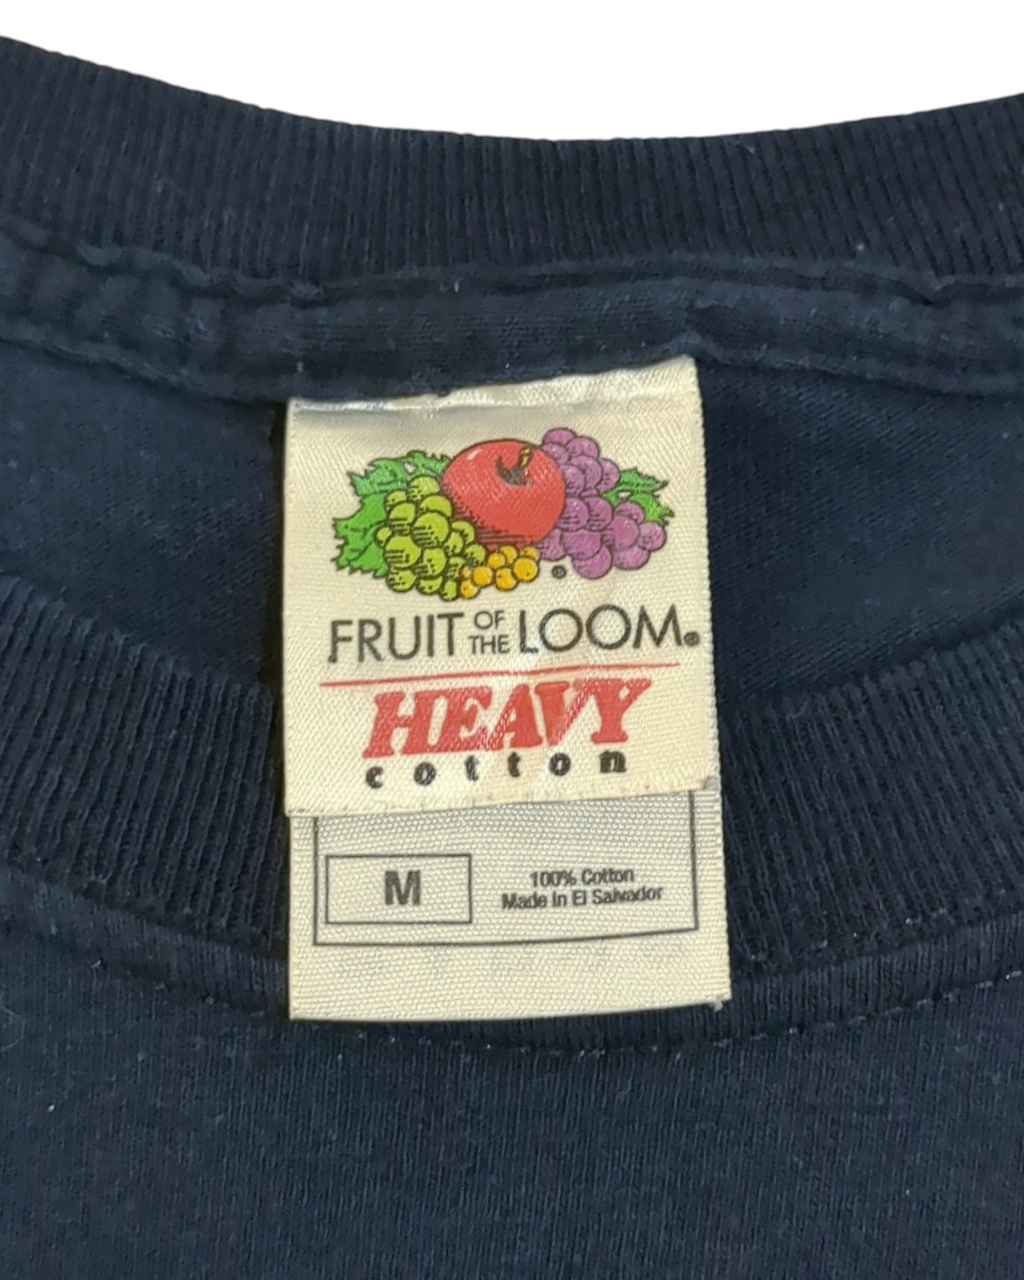 FRUIT OF THE LOOM®
HEAVY
cotton
M
100% Cotton
Made In El Salvador